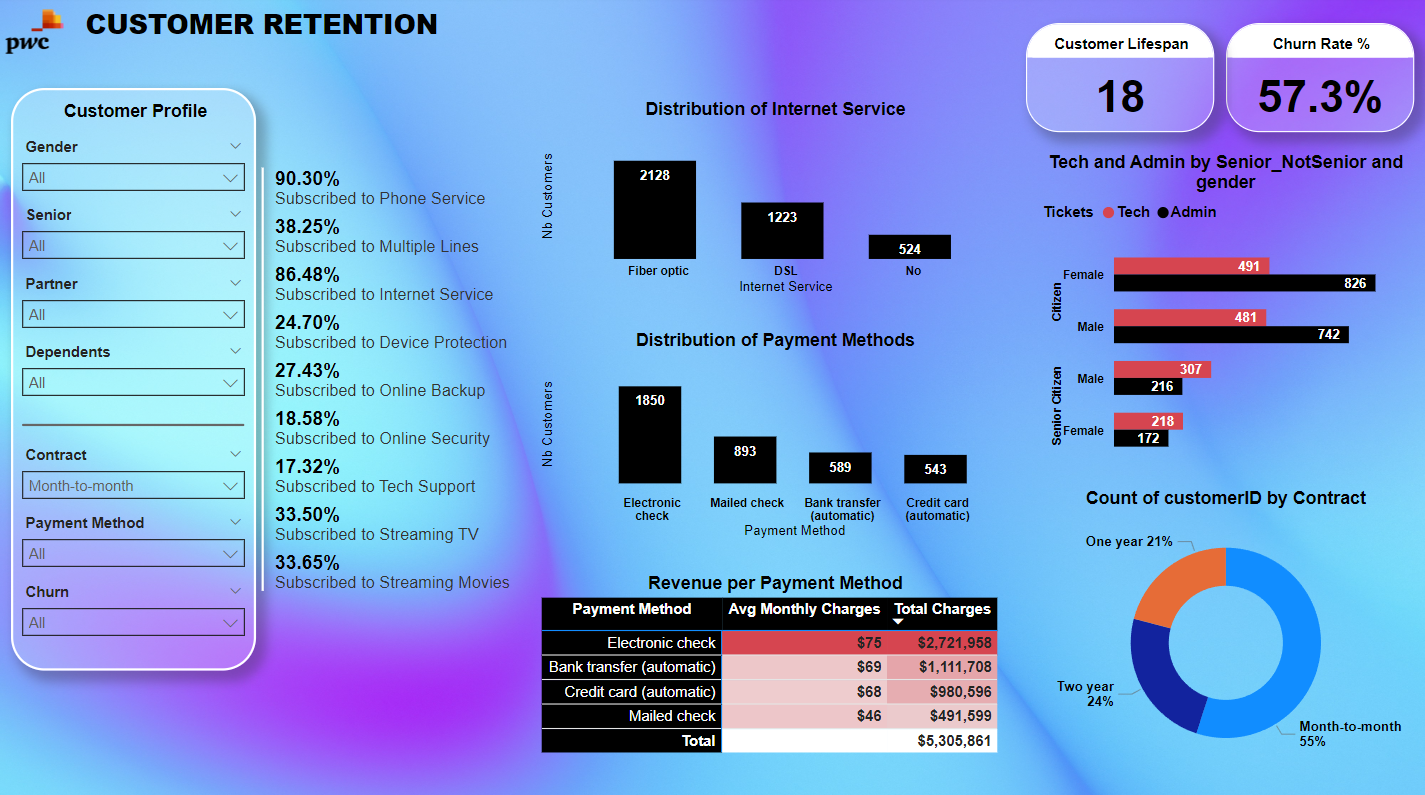 pwc
CUSTOMER RETENTION
Customer Lifespan
18
Churn Rate %
57.3%
Customer Profile
Gender
All
Senior
All
Partner
All
Dependents
All
Contract
Month-to-month
Payment Method
All
Churn
All
90.30%
Subscribed to Phone Service
38.25%
Subscribed to Multiple Lines
86.48%
Subscribed to Internet Service
24.70%
Subscribed to Device Protection
27.43%
Subscribed to Online Backup
18.58%
Subscribed to Online Security
17.32%
Subscribed to Tech Support
33.50%
Subscribed to Streaming TV
33.65%
Subscribed to Streaming Movies
Distribution of Internet Service
Nb Customers
2128
1223
524
Fiber optic
DSL
No
Internet Service
Distribution of Payment Methods
Nb Customers
1850
893
589
543
Electronic
check
Mailed check
Bank transfer
(automatic)
Credit card
(automatic)
Payment Method
Revenue per Payment Method
Payment Method Avg Monthly Charges Total Charges
Electronic check $75 $2,721,958
Bank transfer (automatic) $69 $1,111,708
Credit card (automatic) $68 $980,596
Mailed check $46 $491,599
Total $5,305,861
Tech and Admin by Senior_NotSenior and
gender
Tickets Tech Admin
Citizen
Female
491
826
Male
481
742
Senior Citizen
Male
307
216
Female
218
172
Count of customerID by Contract
One year 21%
Two year
24%
Month-to-month
55%